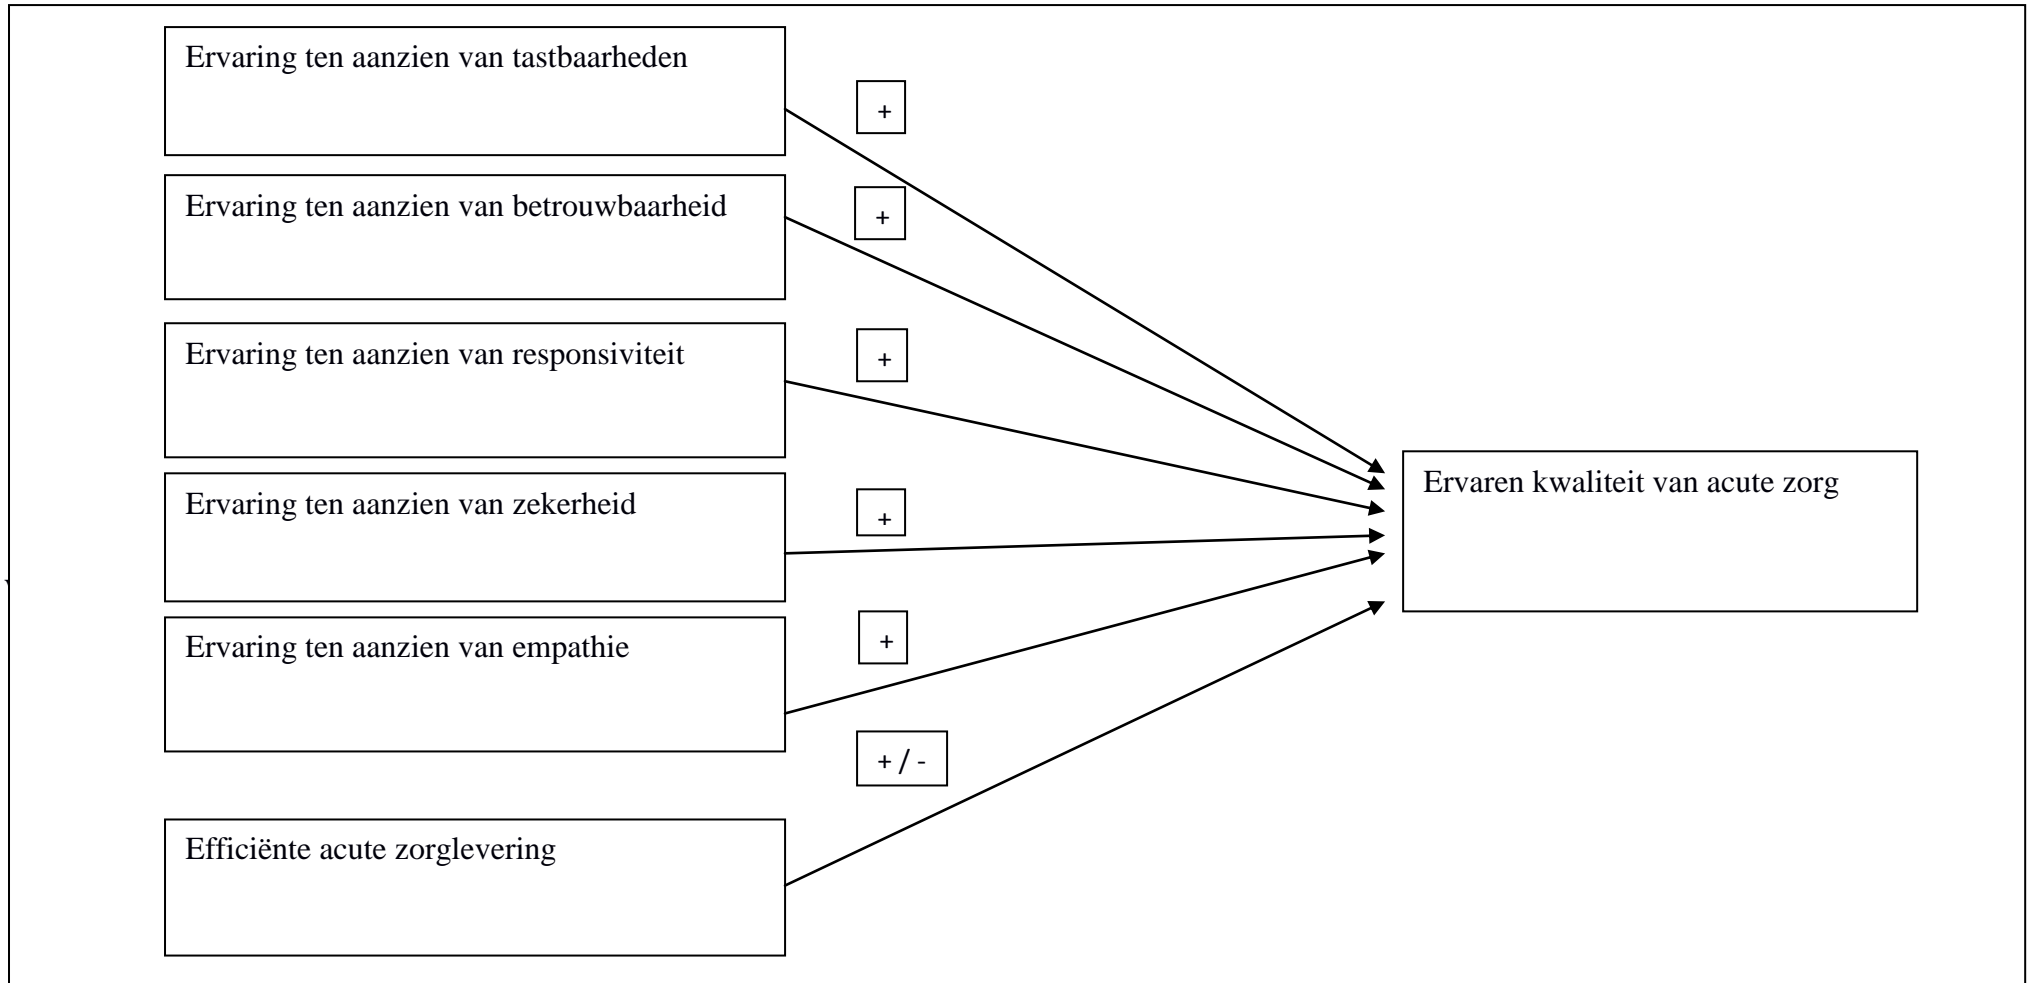 Ervaring ten aanzien van tastbaarheden
+
Ervaring ten aanzien van betrouwbaarheid
+
Ervaring ten aanzien van responsiviteit
+
Ervaren kwaliteit van acute zorg
Ervaring ten aanzien van zekerheid
+
Ervaring ten aanzien van empathie
+
+ / -
Efficiënte acute zorglevering